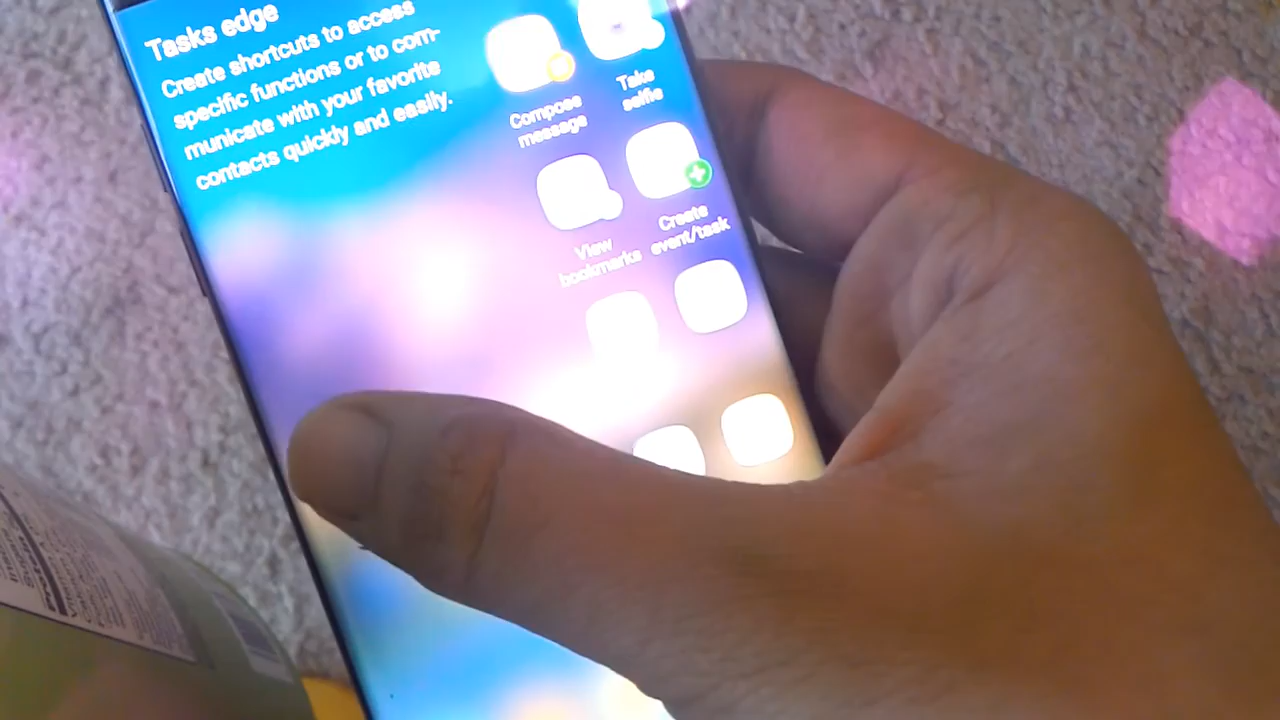 Tasks edge
Create shortcuts to access
specific functions or to com-
municate with your favorite
contacts quickly and easily.
Compose
message
Take
selfie
View
bookmarks
Create
event/task